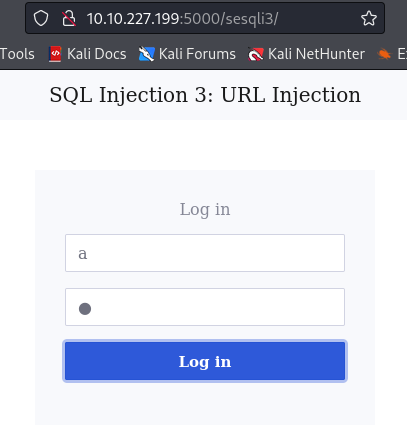 10.10.227.199:5000/sesqli3/
Tools Kali Docs Kali Forums Kali NetHunter E
SQL Injection 3: URL Injection
Log in
a
Log in